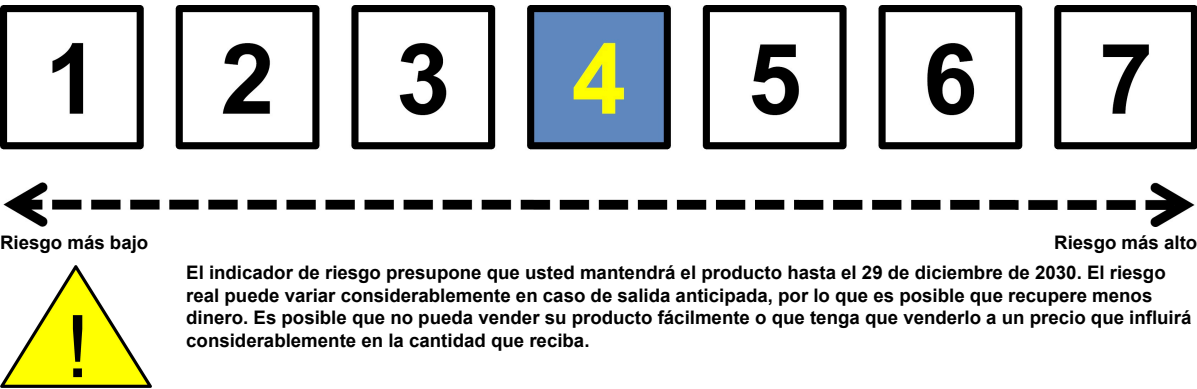 1 2 3 4 5 6 7
Riesgo más bajo Riesgo más alto
El indicador de riesgo presupone que usted mantendrá el producto hasta el 29 de diciembre de 2030. El riesgo
real puede variar considerablemente en caso de salida anticipada, por lo que es posible que recupere menos
dinero. Es posible que no pueda vender su producto fácilmente o que tenga que venderlo a un precio que influirá
considerablemente en la cantidad que reciba.
!